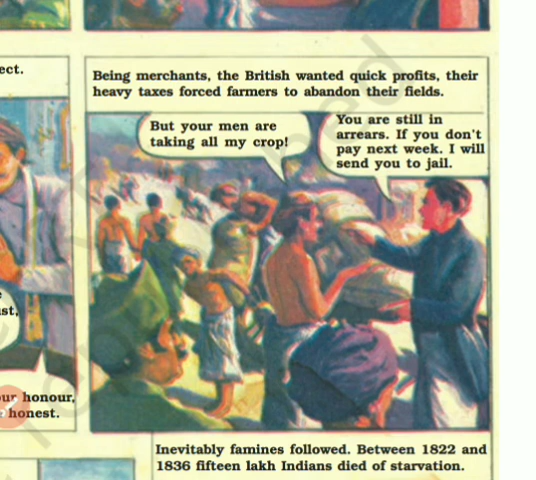 ect.
Being merchants, the British wanted quick profits, their
heavy taxes forced farmers to abandon their fields.
But your men are
taking all my crop!
You are still in
arrears. If you don't
pay next week. I will
send you to jail.
ust,
our honour,
honest.
Inevitably famines followed. Between 1822 and
1836 fifteen lakh Indians died of starvation.